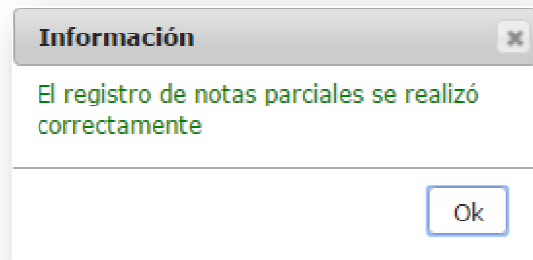 Información
El registro de notas parciales se realizó
correctamente
Ok